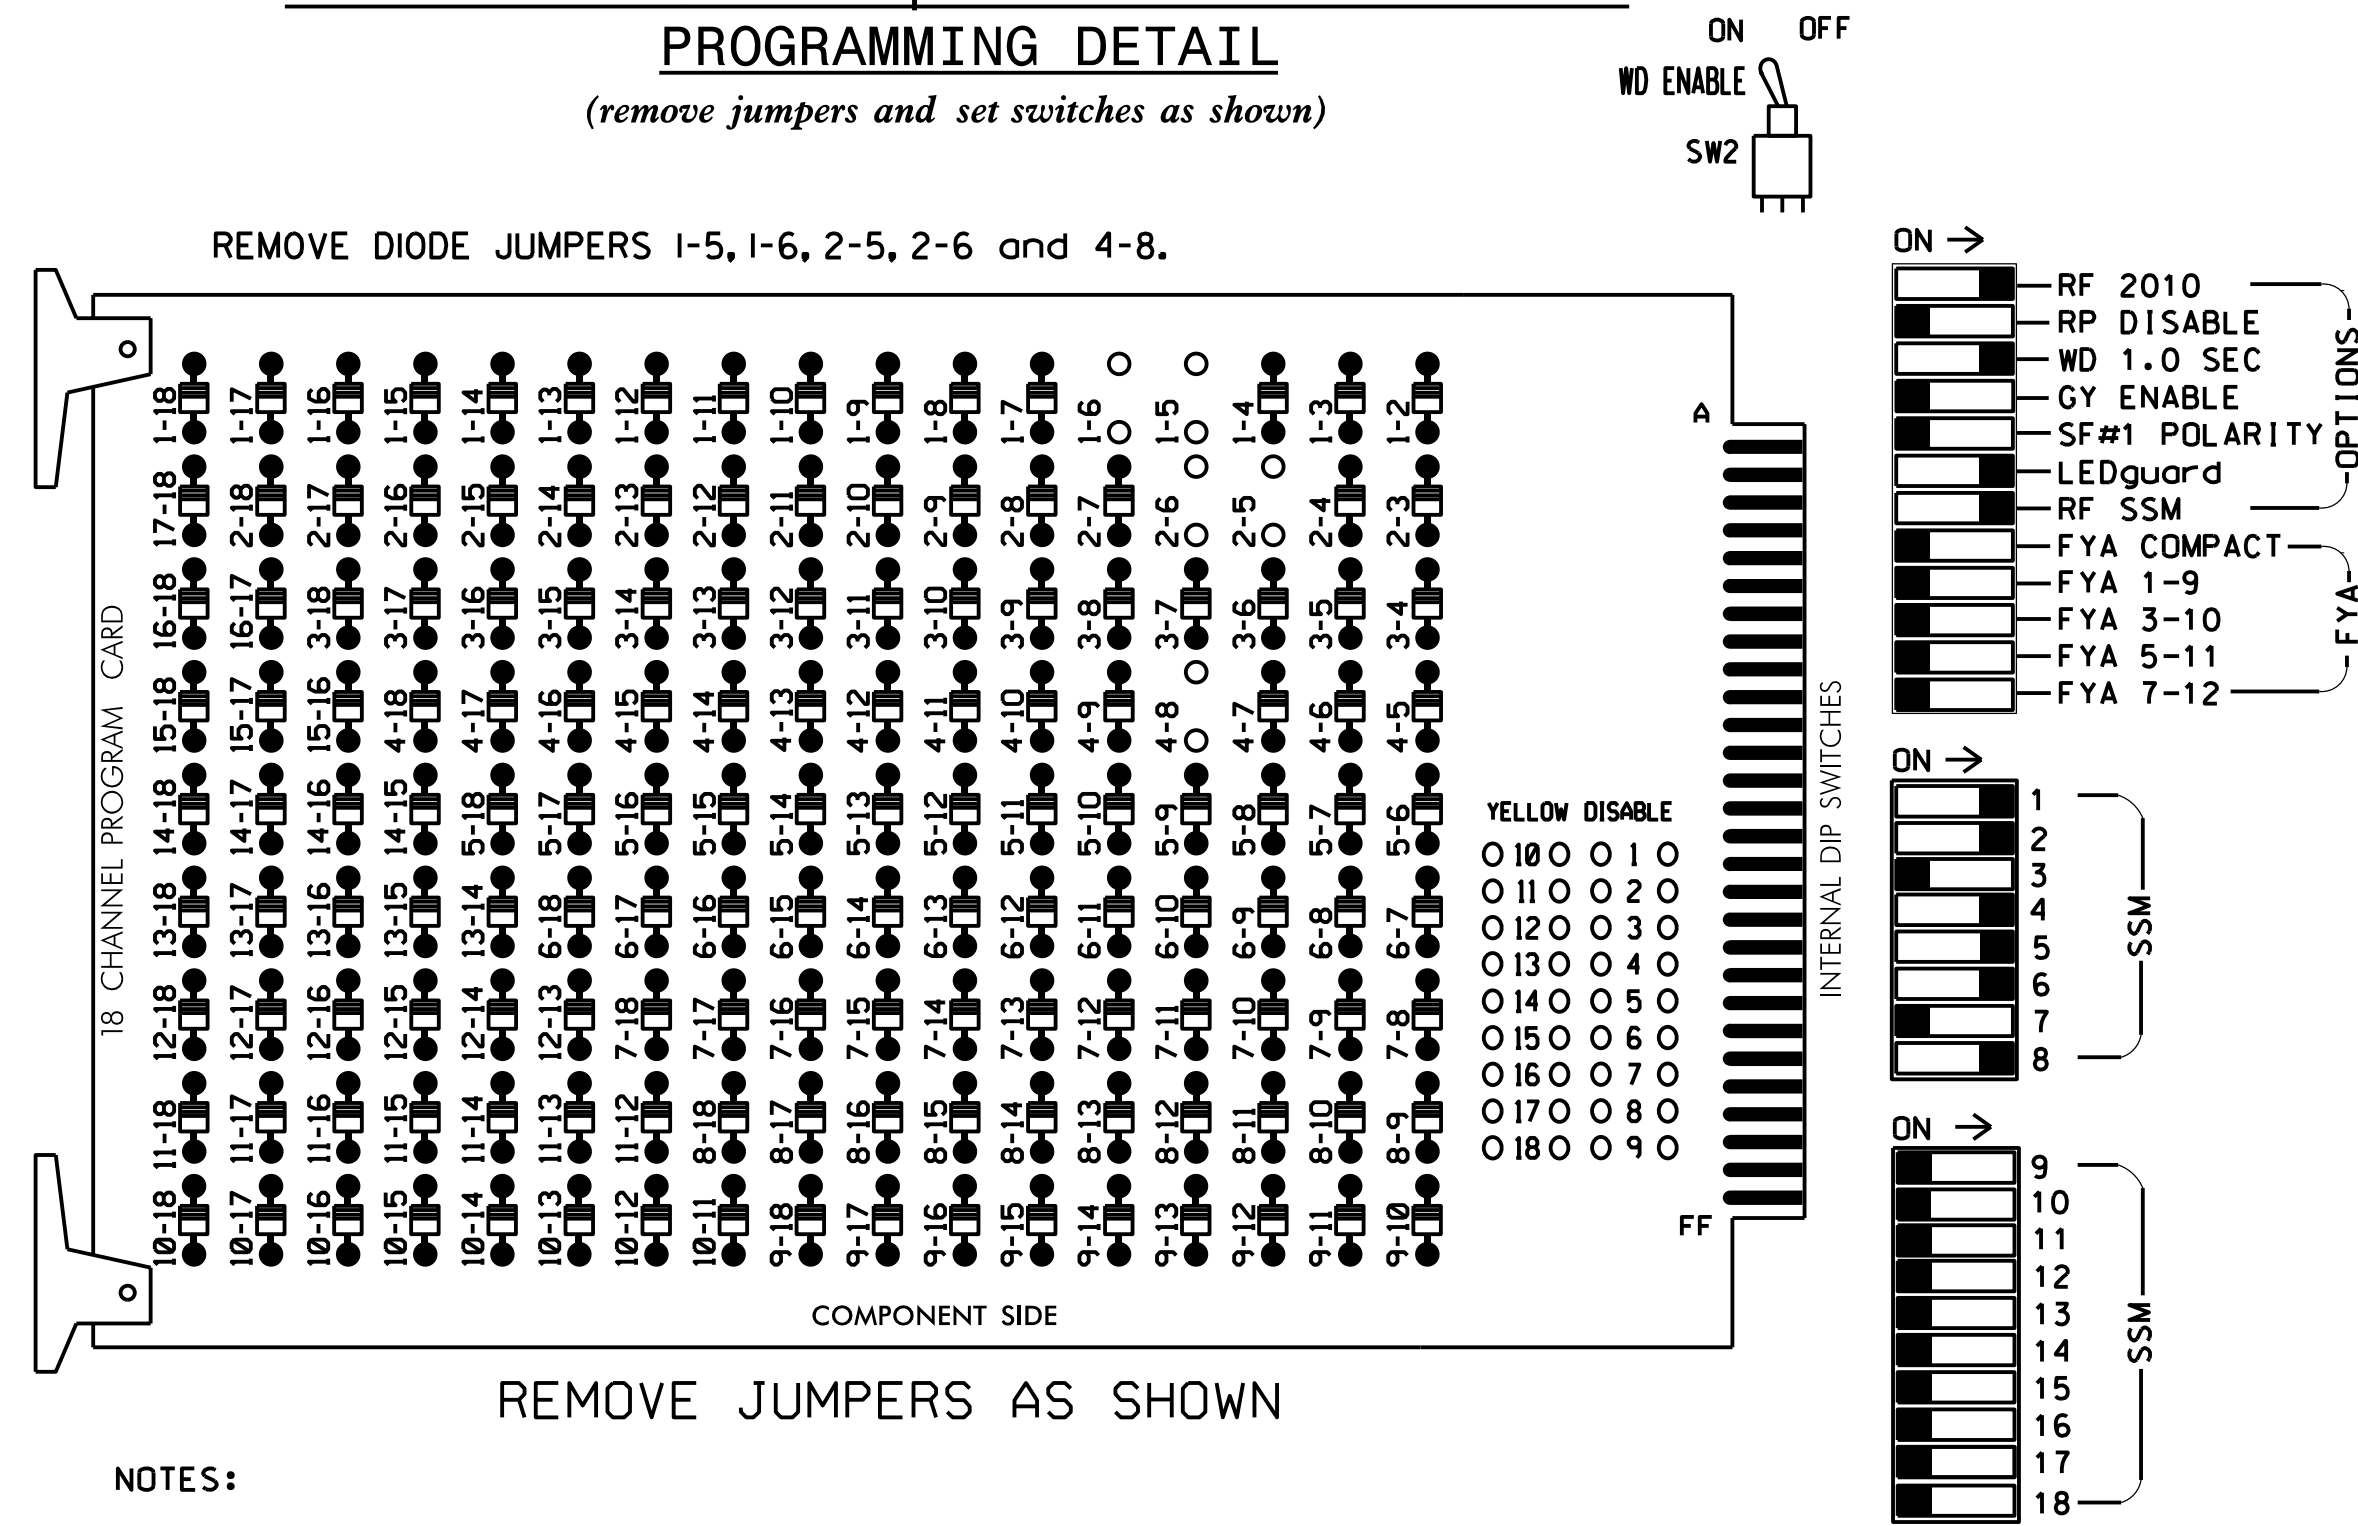 PROGRAMMING DETAIL
(remove jumpers and set switches as shown)
ON OFF
WD ENABLE
SW2
REMOVE DIODE JUMPERS 1-5, 1-6, 2-5, 2-6 and 4-8.
18 CHANNEL PROGRAM CARD
1-18 1-17 1-16 1-15 1-14 1-13 1-12 1-11 1-10 1-9 1-8 1-7 1-6 1-5 1-4 1-3 1-2
17-18 2-18 2-17 2-16 2-15 2-14 2-13 2-12 2-11 2-10 2-9 2-8 2-7 2-6 2-5 2-4 2-3
16-18 16-17 3-18 3-17 3-16 3-15 3-14 3-13 3-12 3-11 3-10 3-9 3-8 3-7 3-6 3-5 3-4
15-18 15-17 15-16 4-18 4-17 4-16 4-15 4-14 4-13 4-12 4-11 4-10 4-9 4-8 4-7 4-6 4-5
14-18 14-17 14-16 14-15 5-18 5-17 5-16 5-15 5-14 5-13 5-12 5-11 5-10 5-9 5-8 5-7 5-6
13-18 13-17 13-16 13-15 13-14 6-18 6-17 6-16 6-15 6-14 6-13 6-12 6-11 6-10 6-9 6-8 6-7
12-18 12-17 12-16 12-15 12-14 12-13 7-18 7-17 7-16 7-15 7-14 7-13 7-12 7-11 7-10 7-9 7-8
11-18 11-17 11-16 11-15 11-14 11-13 11-12 8-18 8-17 8-16 8-15 8-14 8-13 8-12 8-11 8-10 8-9
10-18 10-17 10-16 10-15 10-14 10-13 10-12 10-11 9-18 9-17 9-16 9-15 9-14 9-13 9-12 9-11 9-10
A
YELLOW DISABLE
10 1
11 2
12 3
13 4
14 5
15 6
16 7
17 8
18 9
FF
COMPONENT SIDE
INTERNAL DIP SWITCHES
ON →
RF 2010
RP DISABLE
WD 1.0 SEC
GY ENABLE
SF#1 POLARITY
LEDguard
RF SSM
OPTIONS
FYA COMPACT
FYA 1-9
FYA 3-10
FYA 5-11
FYA 7-12
FYA
ON →
1
2
3
4
5
6
7
8
SSM
ON →
9
10
11
12
13
14
15
16
17
18
SSM
REMOVE JUMPERS AS SHOWN
NOTES: